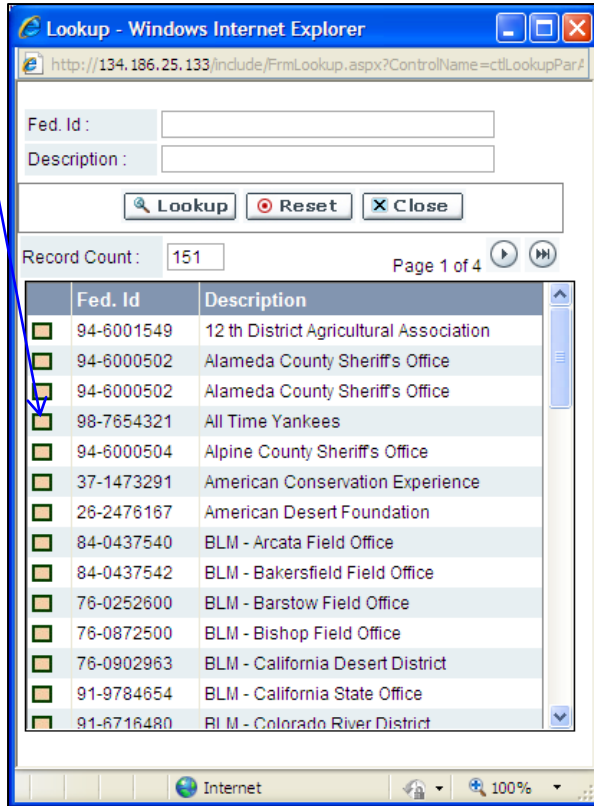 Lookup - Windows Internet Explorer
http://134.186.25.133/include/FrmLookup.aspx?ControlName=ctlLookupParA
Fed. Id :
Description :
Lookup Reset Close
Record Count : 151 Page 1 of 4
Fed. Id Description
94-6001549 12 th District Agricultural Association
94-6000502 Alameda County Sheriff's Office
94-6000502 Alameda County Sheriff's Office
98-7654321 All Time Yankees
94-6000504 Alpine County Sheriff's Office
37-1473291 American Conservation Experience
26-2476167 American Desert Foundation
84-0437540 BLM - Arcata Field Office
84-0437542 BLM - Bakersfield Field Office
76-0252600 BLM - Barstow Field Office
76-0872500 BLM - Bishop Field Office
76-0902963 BLM - California Desert District
91-9784654 BLM - California State Office
91-6716480 BLM - Colorado River District
Internet 100%